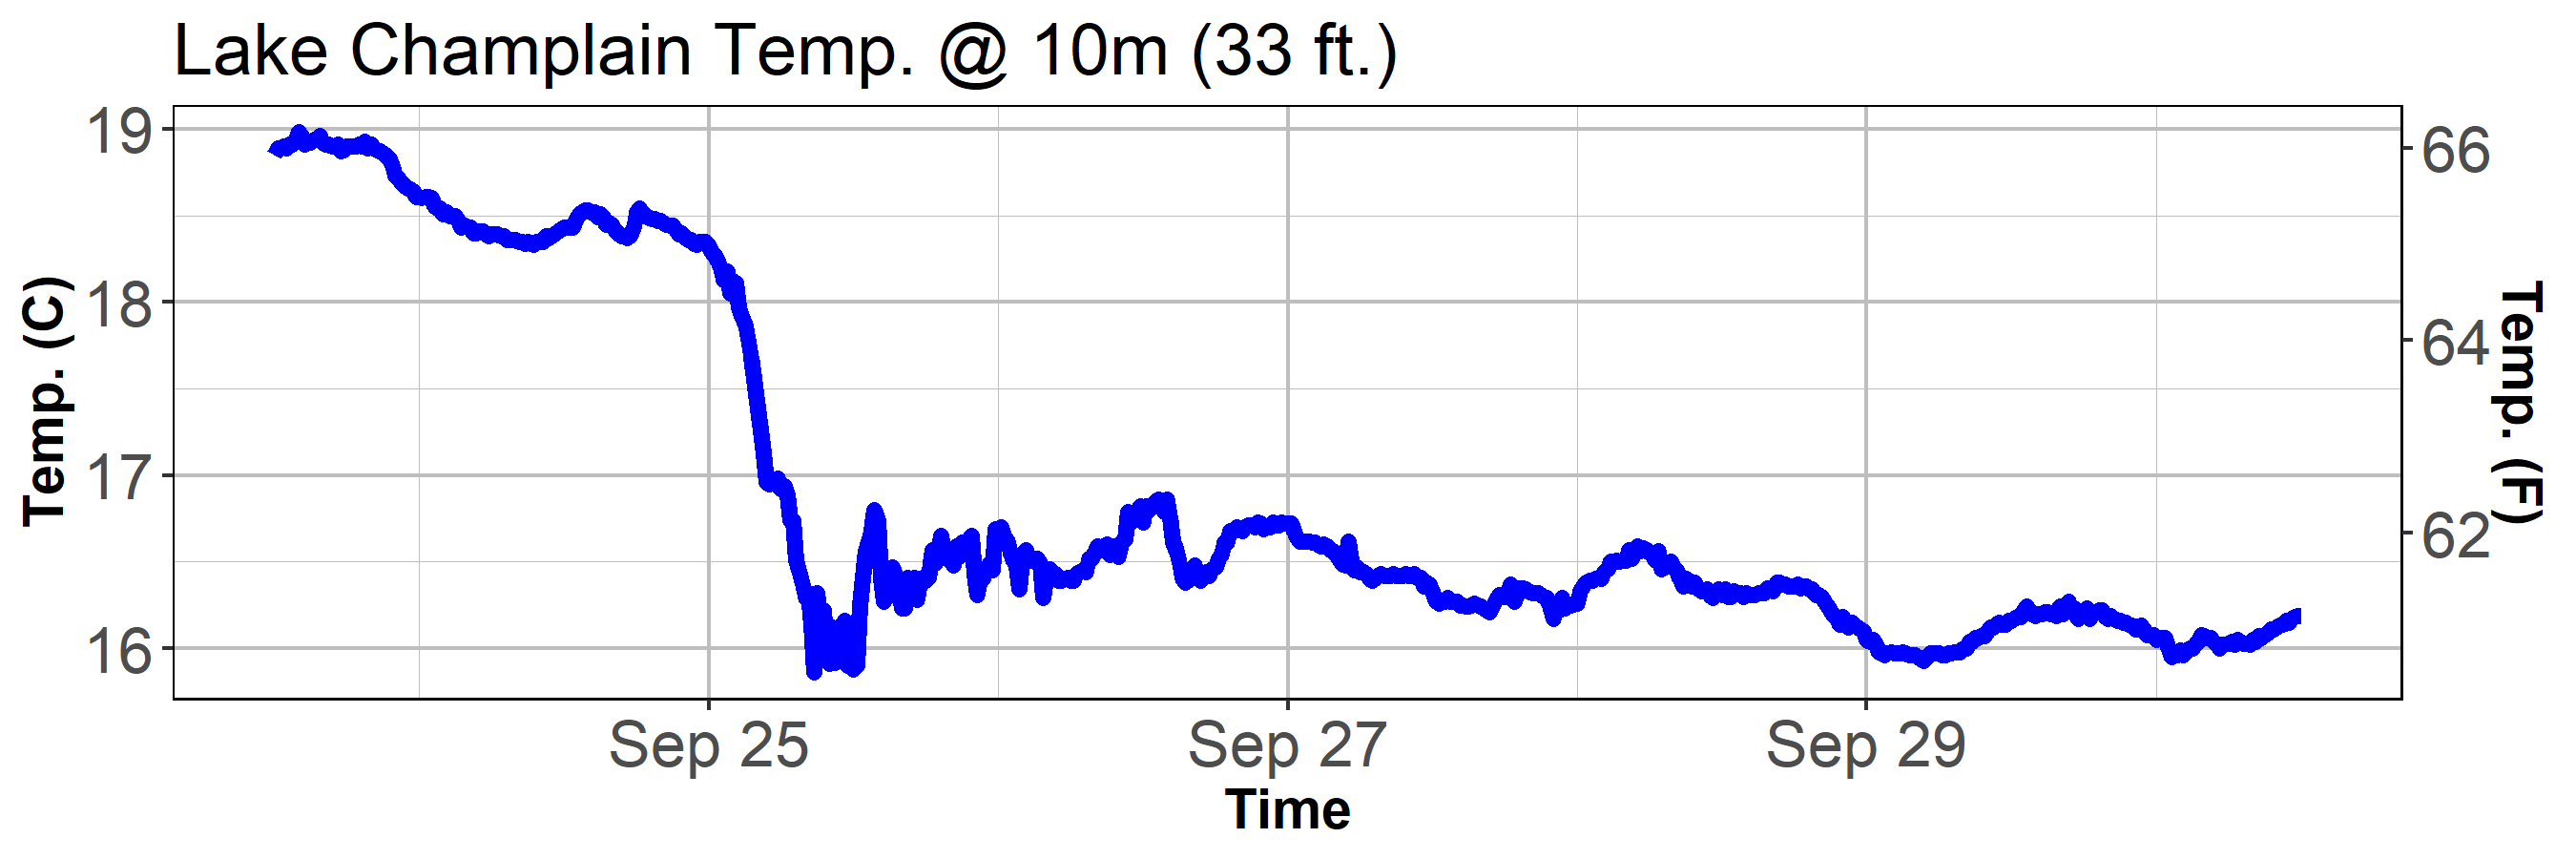 Lake Champlain Temp. @ 10m (33 ft.)
Temp. (C)
19
18
17
16
66
64
62
Temp. (F)
Sep 25
Sep 27
Sep 29
Time